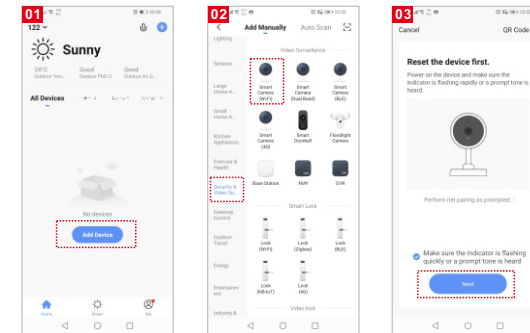 01
122
Sunny
24°C
Good
Good
Outdoor Tem...
Outdoor PM2.5
Outdoor Air Q...
All Devices
No devices
Add Device
Home
Smart
Me
02
Add Manually
Auto Scan
Lighting
Sensors
Large
Home A...
Small
Home A...
Kitchen
Appliances
Exercise &
Health
Security &
Video Su...
Gateway
Control
Outdoor
Travel
Energy
Entertainm
ent
Industry &
Video Surveillance
Smart
Camera
(Wi-Fi)
Smart
Camera
(Dual Band)
Smart
Camera
(BLE)
Smart
Camera
(4G)
Smart
Doorbell
Floodlight
Camera
Base Station
NVR
DVR
Smart Lock
Lock
(Wi-Fi)
Lock
(Zigbee)
Lock
(BLE)
Lock
(NB-IoT)
Lock
(4G)
Video lock
03
Cancel
QR Code
Reset the device first.
Power on the device and make sure the
indicator is flashing rapidly or a prompt tone is
heard.
Perform net pairing as prompted.
Make sure the indicator is flashing
quickly or a prompt tone is heard
Next